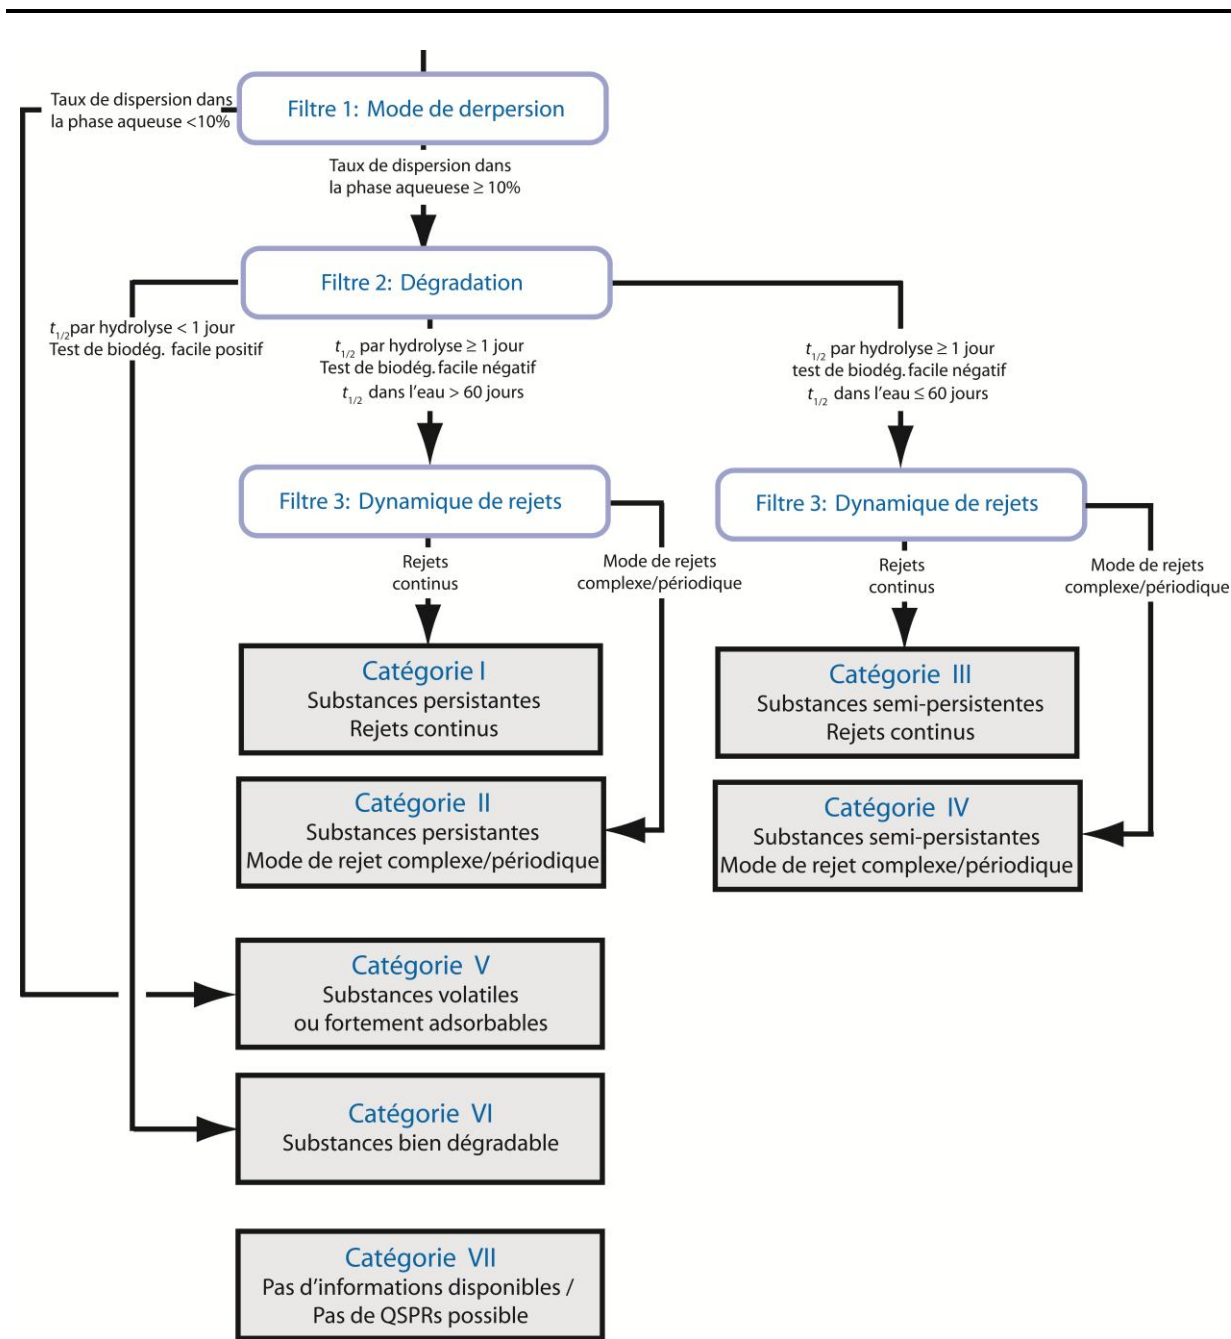 Taux de dispersion dans
la phase aqueuse <10%
Filtre 1: Mode de derpersion
Taux de dispersion dans
la phase aqueuese ≥ 10%
Filtre 2: Dégradation
t1/2 par hydrolyse < 1 jour
Test de biodég. facile positif
t1/2 par hydrolyse ≥ 1 jour
Test de biodég. facile négatif
t1/2 dans l'eau > 60 jours
t1/2 par hydrolyse ≥ 1 jour
test de biodég. facile négatif
t1/2 dans l'eau ≤ 60 jours
Filtre 3: Dynamique de rejets
Filtre 3: Dynamique de rejets
Rejets
continus
Mode de rejets
complexe/périodique
Rejets
continus
Mode de rejets
complexe/périodique
Catégorie I
Substances persistantes
Rejets continus
Catégorie III
Substances semi-persistentes
Rejets continus
Catégorie II
Substances persistantes
Mode de rejet complexe/périodique
Catégorie IV
Substances semi-persistantes
Mode de rejet complexe/périodique
Catégorie V
Substances volatiles
ou fortement adsorbables
Catégorie VI
Substances bien dégradable
Catégorie VII
Pas d'informations disponibles /
Pas de QSPRs possible